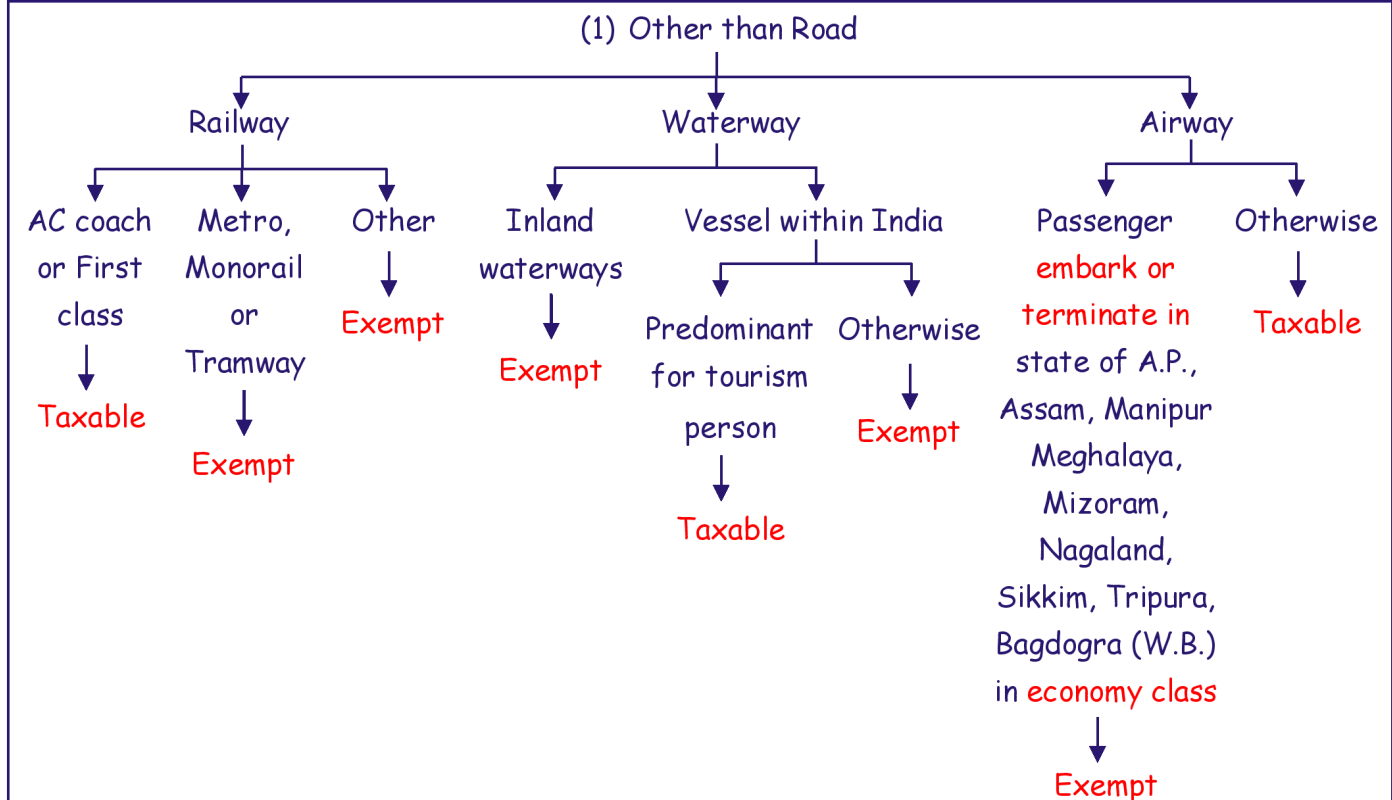 (1) Other than Road
Railway
Waterway
Airway
AC coach
or First
class
Taxable
Metro,
Monorail
or
Tramway
Exempt
Other
Exempt
Inland
waterways
Exempt
Vessel within India
Predominant
for tourism
person
Taxable
Otherwise
Exempt
Passenger
embark or
terminate in
state of A.P.,
Assam, Manipur
Meghalaya,
Mizoram,
Nagaland,
Sikkim, Tripura,
Bagdogra (W.B.)
in economy class
Exempt
Otherwise
Taxable